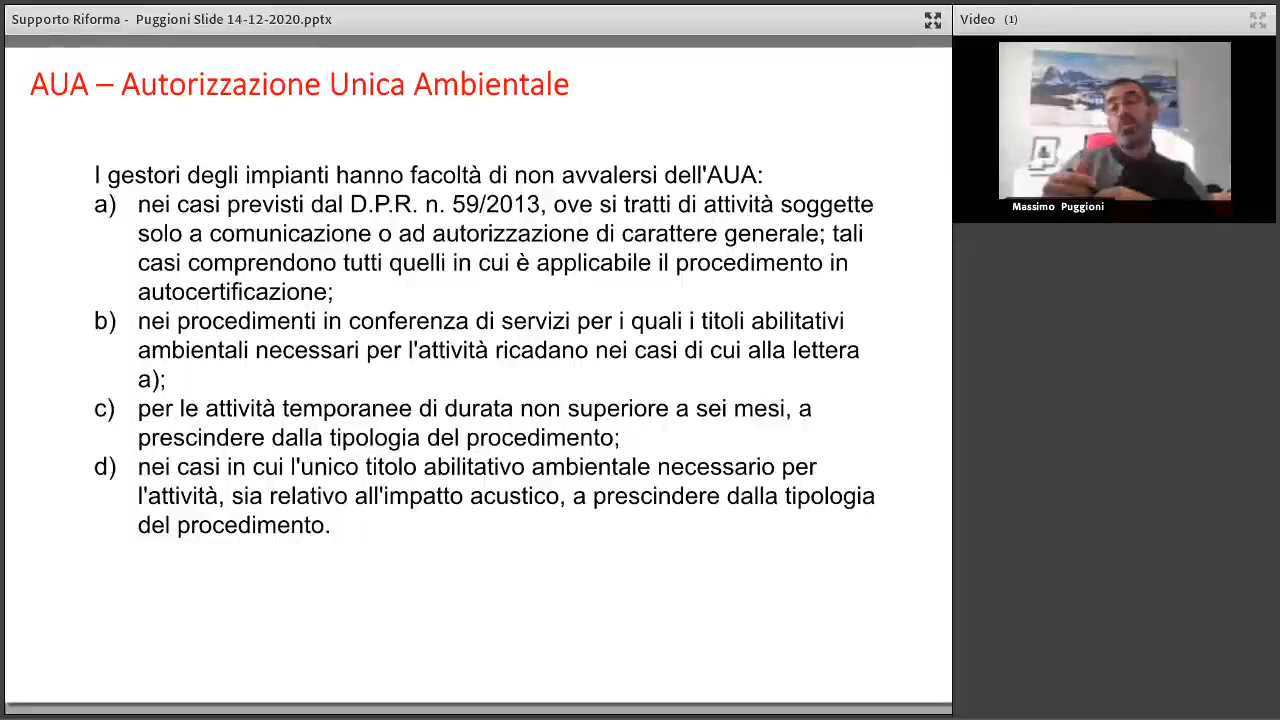 Supporto Riforma - Puggioni Slide 14-12-2020.pptx
Video (1)
AUA – Autorizzazione Unica Ambientale
Massimo Puggioni
I gestori degli impianti hanno facoltà di non avvalersi dell'AUA:
a) nei casi previsti dal D.P.R. n. 59/2013, ove si tratti di attività soggette
solo a comunicazione o ad autorizzazione di carattere generale; tali
casi comprendono tutti quelli in cui è applicabile il procedimento in
autocertificazione;
b) nei procedimenti in conferenza di servizi per i quali i titoli abilitativi
ambientali necessari per l'attività ricadano nei casi di cui alla lettera
a);
c) per le attività temporanee di durata non superiore a sei mesi, a
prescindere dalla tipologia del procedimento;
d) nei casi in cui l'unico titolo abilitativo ambientale necessario per
l'attività, sia relativo all'impatto acustico, a prescindere dalla tipologia
del procedimento.